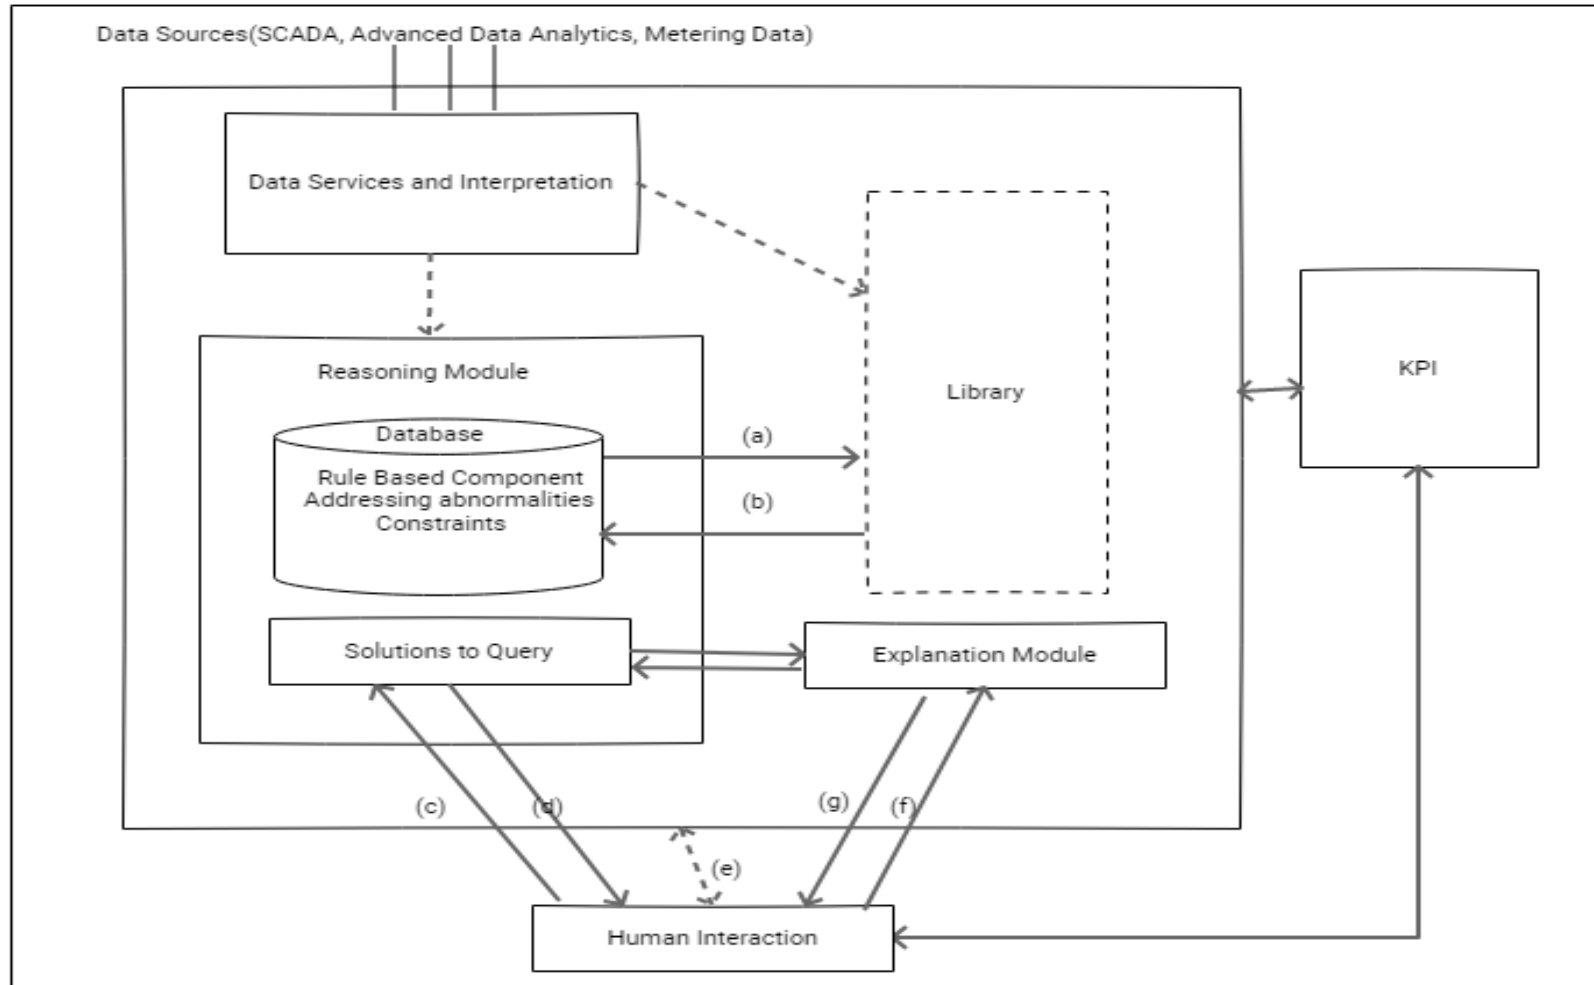 Data Sources(SCADA, Advanced Data Analytics, Metering Data)
Data Services and Interpretation
Reasoning Module
Database
Rule Based Component
Addressing abnormalities
Constraints
(a)
(b)
Library
KPI
Solutions to Query
Explanation Module
(c)
(d)
(g)
(f)
(e)
Human Interaction